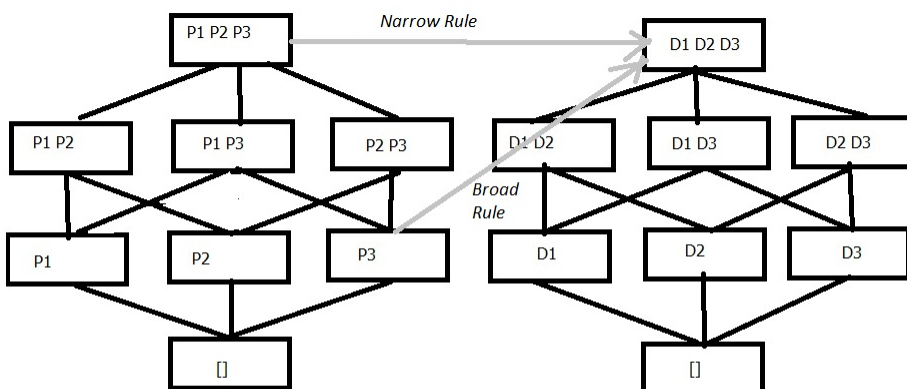 Narrow Rule
P1 P2 P3
D1 D2 D3
P1 P2
P1 P3
P2 P3
D1 D2
D1 D3
D2 D3
Broad
Rule
P1
P2
P3
D1
D2
D3
[]
[]